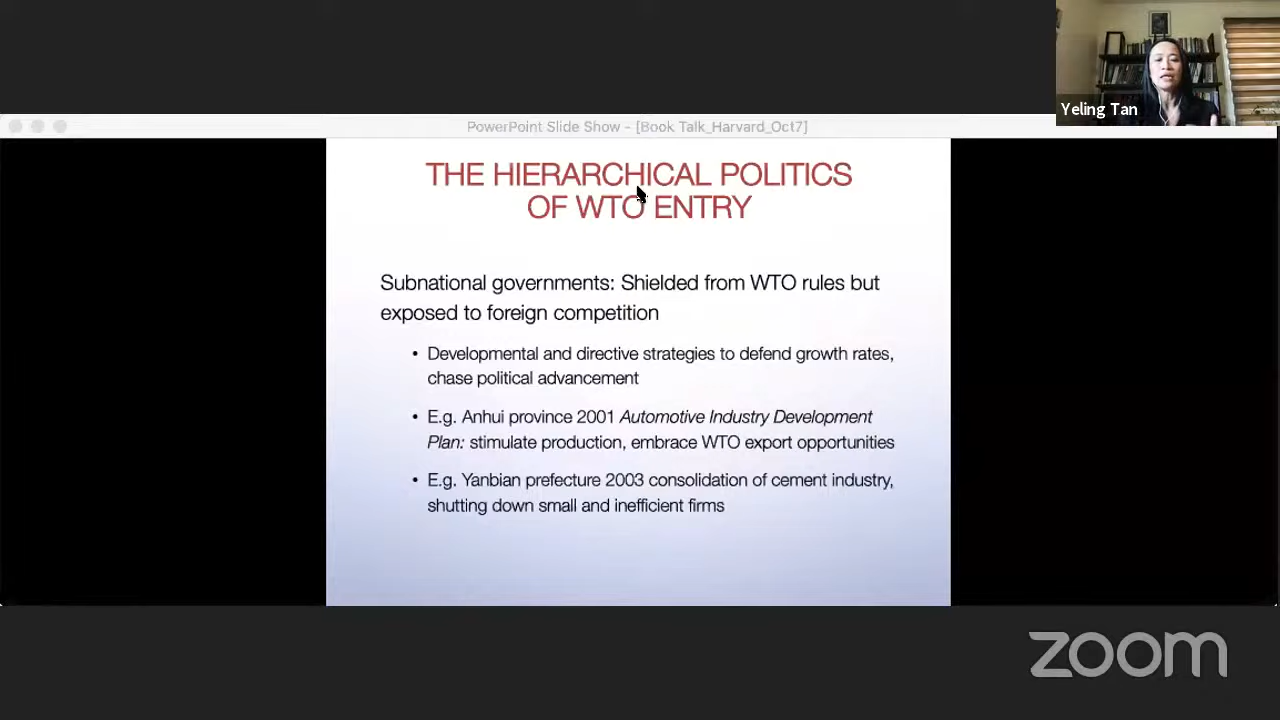 Yeling Tan
PowerPoint Slide Show - [Book Talk_Harvard_Oct7]
THE HIERARCHICAL POLITICS
OF WTO ENTRY
Subnational governments: Shielded from WTO rules but
exposed to foreign competition
• Developmental and directive strategies to defend growth rates,
chase political advancement
• E.g. Anhui province 2001 Automotive Industry Development
Plan: stimulate production, embrace WTO export opportunities
• E.g. Yanbian prefecture 2003 consolidation of cement industry,
shutting down small and inefficient firms
zoom